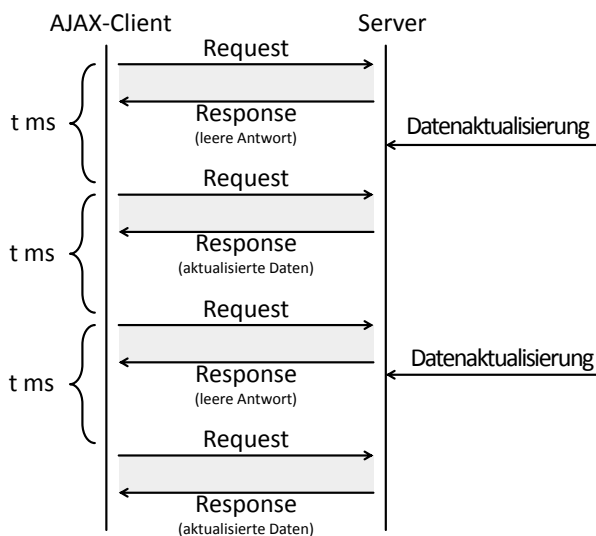 AJAX-Client Server
Request
Response
(leere Antwort)
t ms
Datenaktualisierung
Request
Response
(aktualisierte Daten)
t ms
Request
Response
(leere Antwort)
t ms
Datenaktualisierung
Request
Response
(aktualisierte Daten)